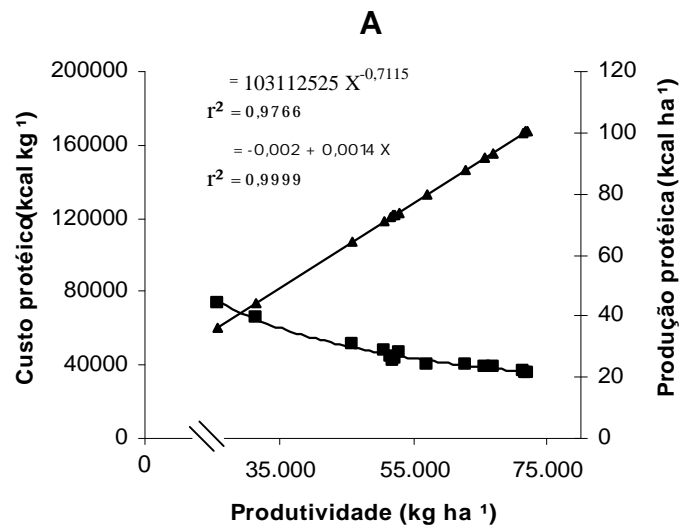 A
200000
160000
120000
80000
40000
0
Custo protéico(kcal kg ¹)
= 103112525 X-0,7115
r² = 0,9766
= -0,002 + 0,0014 X
r² = 0,9999
120
100
80
60
40
20
0
Produção protéica (kcal ha ¹)
0 35.000 55.000 75.000
Produtividade (kg ha ¹)